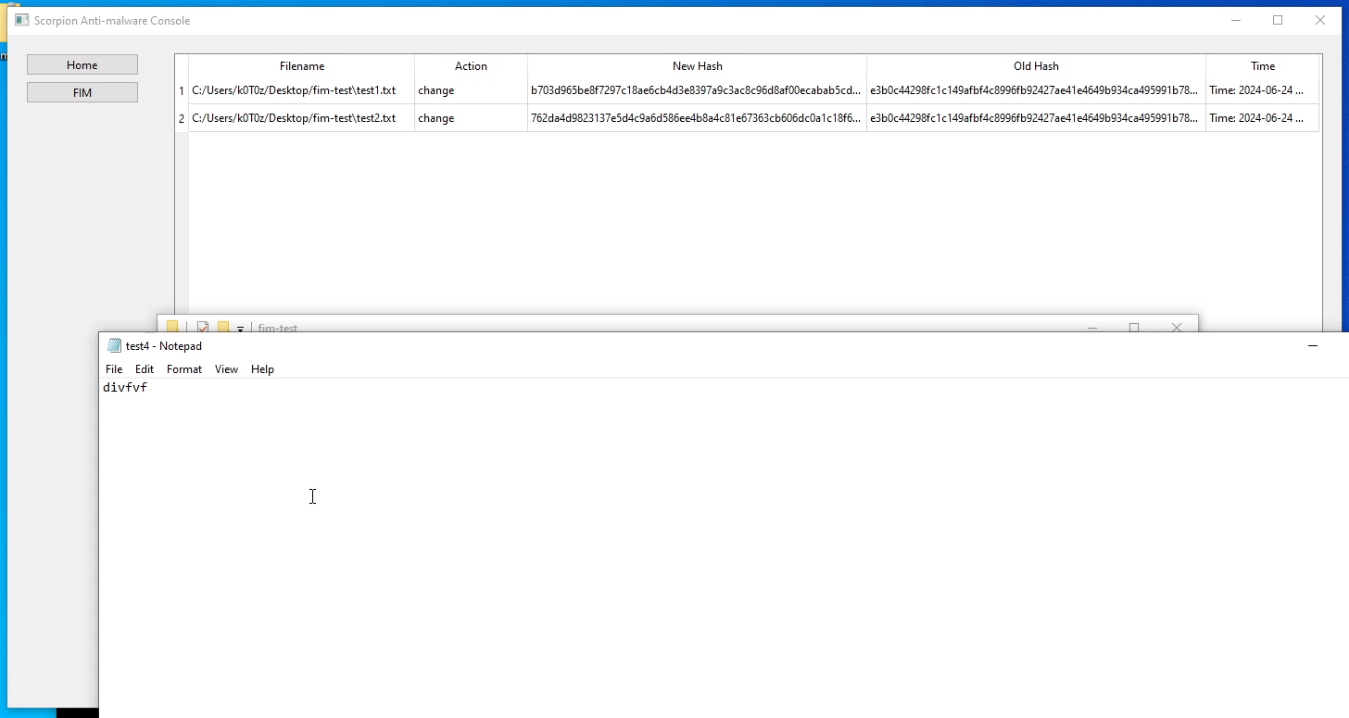 Scorpion Anti-malware Console
Home
FIM
Filename Action New Hash Old Hash Time
1 C:/Users/k0T0z/Desktop/fim-test\test1.txt change b703d965be8f7297c18ae6cb4d3e8397a9c3ac8c96d8af00ecabab5cd... e3b0c44298fc1c149afbf4c8996fb92427ae41e4649b934ca495991b78... Time: 2024-06-24 ...
2 C:/Users/k0T0z/Desktop/fim-test\test2.txt change 762da4d9823137e5d4c9a6d586ee4b8a4c81e67363cb606dc0a1c18f6... e3b0c44298fc1c149afbf4c8996fb92427ae41e4649b934ca495991b78... Time: 2024-06-24 ...
fim-test
test4 - Notepad
File Edit Format View Help
divfvf